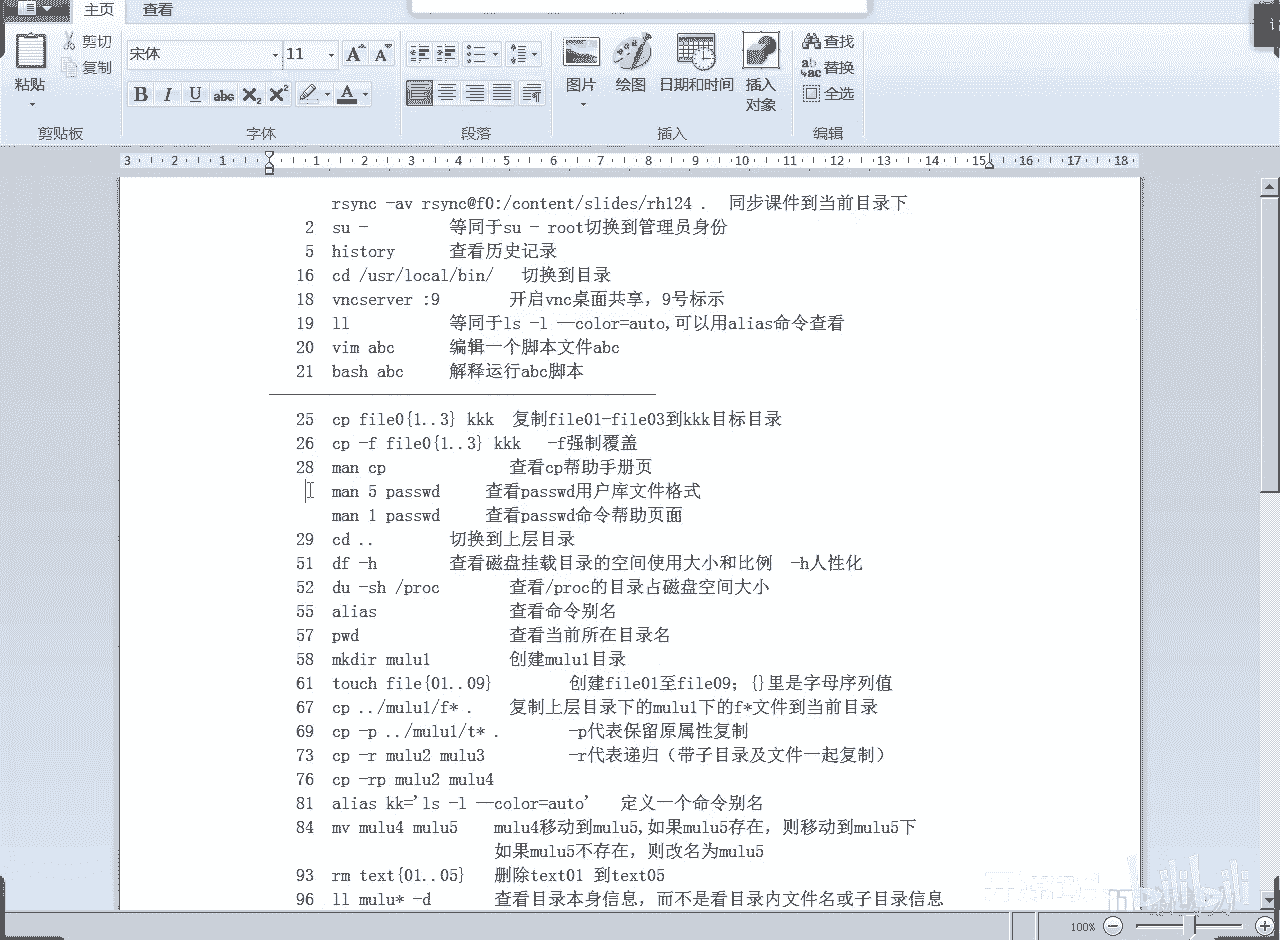 主页 查看
粘贴 剪切 复制
剪贴板
宋体 11
B I U abc X₂ X² A
字体
段落
图片 绘图 日期和时间 插入对象
插入
查找
替换
全选
编辑
3 2 1 1 2 3 4 5 6 7 8 9 10 11 12 13 14 15 16 17 18
rsync -av rsync@f0:/content/slides/rh124 . 同步课件到当前目录下
2 su - 等同于su - root切换到管理员身份
5 history 查看历史记录
16 cd /usr/local/bin/ 切换到目录
18 vncserver :9 开启vnc桌面共享，9号标示
19 ll 等同于ls -l —color=auto,可以用alias命令查看
20 vim abc 编辑一个脚本文件abc
21 bash abc 解释运行abc脚本
25 cp file0{1..3} kkk 复制file01-file03到kkk目标目录
26 cp -f file0{1..3} kkk -f强制覆盖
28 man cp 查看cp帮助手册页
man 5 passwd 查看passwd用户库文件格式
man 1 passwd 查看passwd命令帮助页面
29 cd .. 切换到上层目录
51 df -h 查看磁盘挂载目录的空间使用大小和比例 -h人性化
52 du -sh /proc 查看/proc的目录占磁盘空间大小
55 alias 查看命令别名
57 pwd 查看当前所在目录名
58 mkdir mulu1 创建mulu1目录
61 touch file{01..09} 创建file01至file09；{}里是字母序列值
67 cp ../mulu1/f* . 复制上层目录下的mulu1下的f*文件到当前目录
69 cp -p ../mulu1/t* . -p代表保留原属性复制
73 cp -r mulu2 mulu3 -r代表递归（带子目录及文件一起复制）
76 cp -rp mulu2 mulu4
81 alias kk='ls -l —color=auto' 定义一个命令别名
84 mv mulu4 mulu5 mulu4移动到mulu5,如果mulu5存在，则移动到mulu5下
如果mulu5不存在，则改名为mulu5
93 rm text{01..05} 删除text01 到text05
96 ll mulu* -d 查看目录本身信息，而不是看目录内文件名或子目录信息
100%